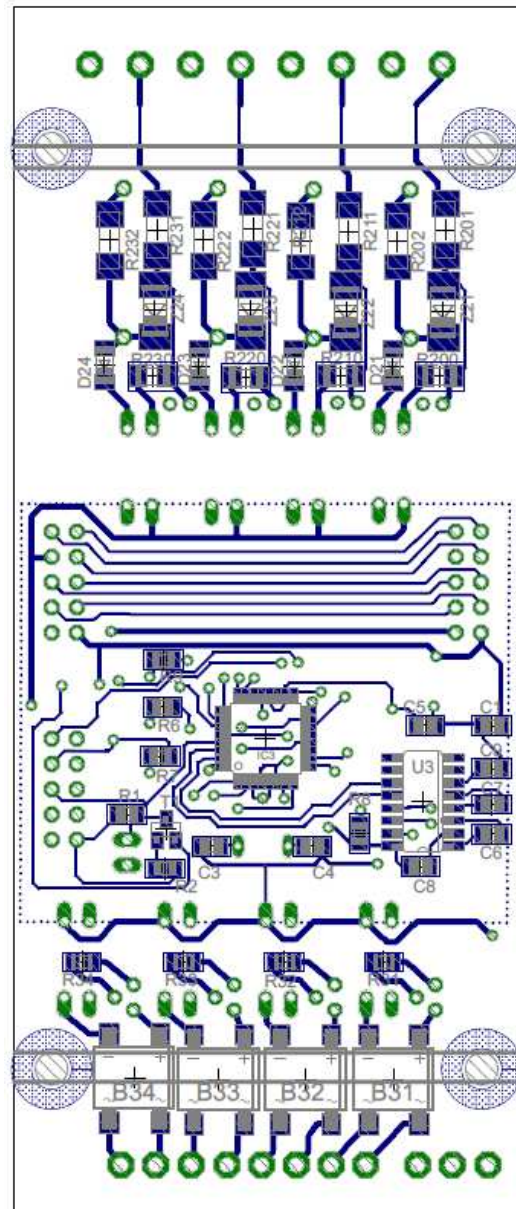 R232
R231
R222
R221
R211
R202
R201
Z24
Z23
Z22
Z21
D24
R230
D23
R220
D22
R210
D21
R200
R6
R7
IC3
C5
C1
U3
C9
C7
C6
R1
R8
R2
C3
C4
C8
R34
R33
R32
R31
− +
− +
− +
− +
B34
B33
B32
B31
~ ~
~ ~
~ ~
~ ~